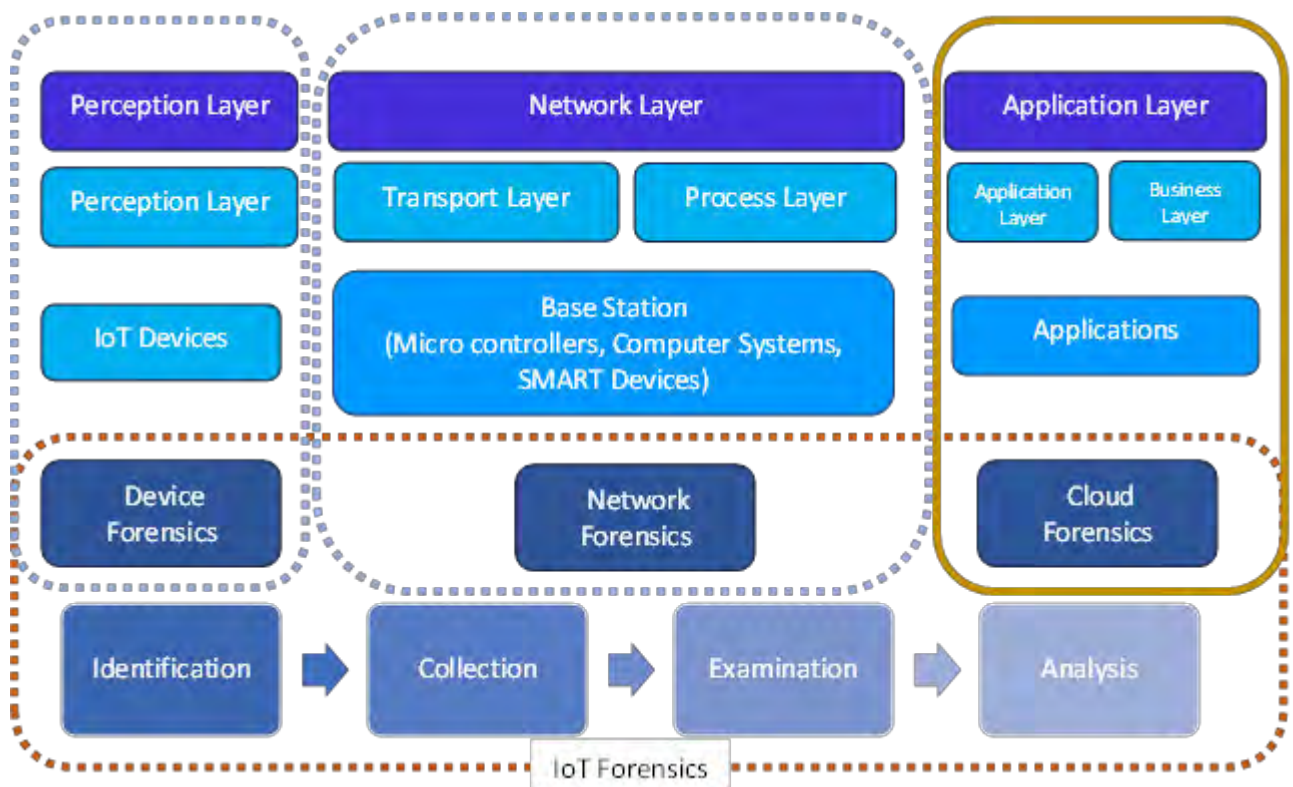 Perception Layer
Network Layer
Application Layer
Perception Layer
Transport Layer
Process Layer
Application
Layer
Business
Layer
IoT Devices
Base Station
(Micro controllers, Computer Systems,
SMART Devices)
Applications
Device
Forensics
Network
Forensics
Cloud
Forensics
Identification
Collection
Examination
Analysis
IoT Forensics